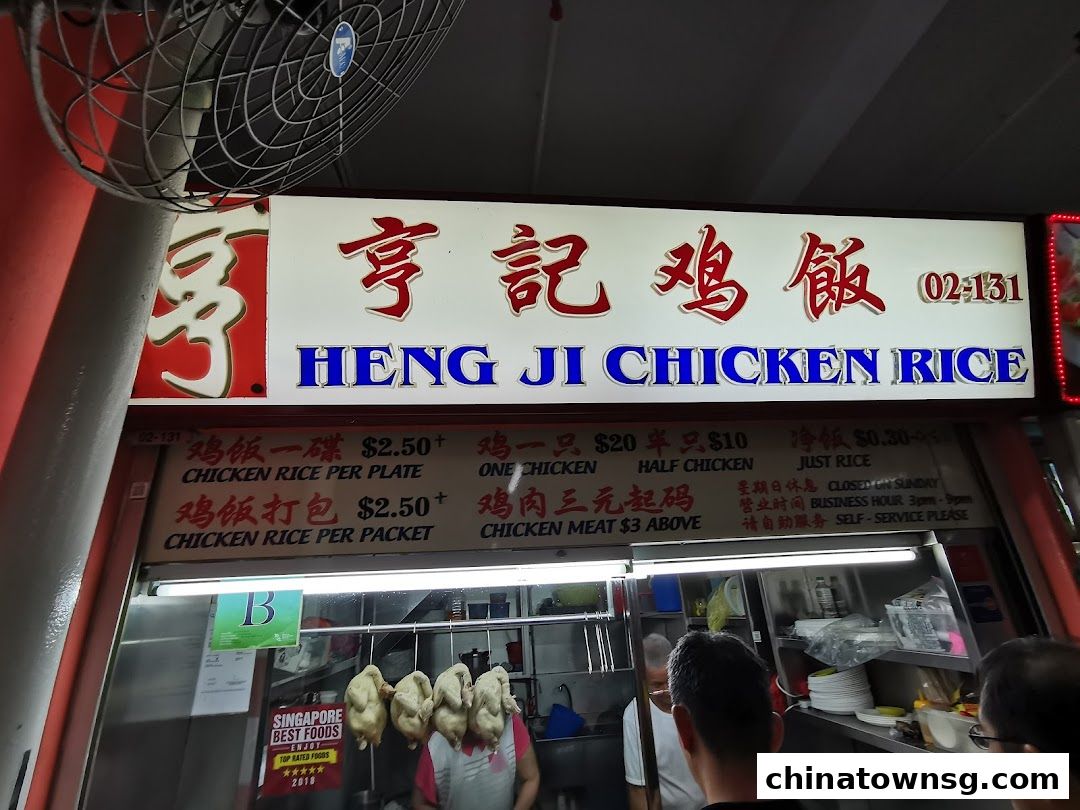 亨
亨記鸡飯 02-131
HENG JI CHICKEN RICE
02-131
鸡饭一碟 $2.50+
CHICKEN RICE PER PLATE
鸡一只 $20 半只 $10
ONE CHICKEN HALF CHICKEN
净饭 $0.30
JUST RICE
鸡饭打包 $2.50+
CHICKEN RICE PER PACKET
鸡肉三元起码
CHICKEN MEAT $3 ABOVE
星期日休息 CLOSED ON SUNDAY
营业时间 BUSINESS HOUR 3pm - 9pm
请自助服务 SELF - SERVICE PLEASE
B
SINGAPORE
BEST FOODS
ENJOY
TOP RATED FOODS
2018
chinatownsg.com